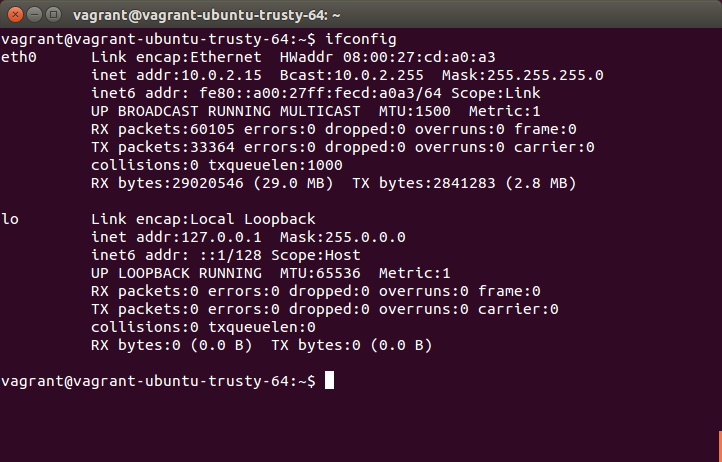 vagrant@vagrant-ubuntu-trusty-64: ~
vagrant@vagrant-ubuntu-trusty-64:~$ ifconfig
eth0      Link encap:Ethernet  HWaddr 08:00:27:cd:a0:a3
          inet addr:10.0.2.15  Bcast:10.0.2.255  Mask:255.255.255.0
          inet6 addr: fe80::a00:27ff:fecd:a0a3/64 Scope:Link
          UP BROADCAST RUNNING MULTICAST  MTU:1500  Metric:1
          RX packets:60105 errors:0 dropped:0 overruns:0 frame:0
          TX packets:33364 errors:0 dropped:0 overruns:0 carrier:0
          collisions:0 txqueuelen:1000
          RX bytes:29020546 (29.0 MB)  TX bytes:2841283 (2.8 MB)

lo        Link encap:Local Loopback
          inet addr:127.0.0.1  Mask:255.0.0.0
          inet6 addr: ::1/128 Scope:Host
          UP LOOPBACK RUNNING  MTU:65536  Metric:1
          RX packets:0 errors:0 dropped:0 overruns:0 frame:0
          TX packets:0 errors:0 dropped:0 overruns:0 carrier:0
          collisions:0 txqueuelen:0
          RX bytes:0 (0.0 B)  TX bytes:0 (0.0 B)

vagrant@vagrant-ubuntu-trusty-64:~$